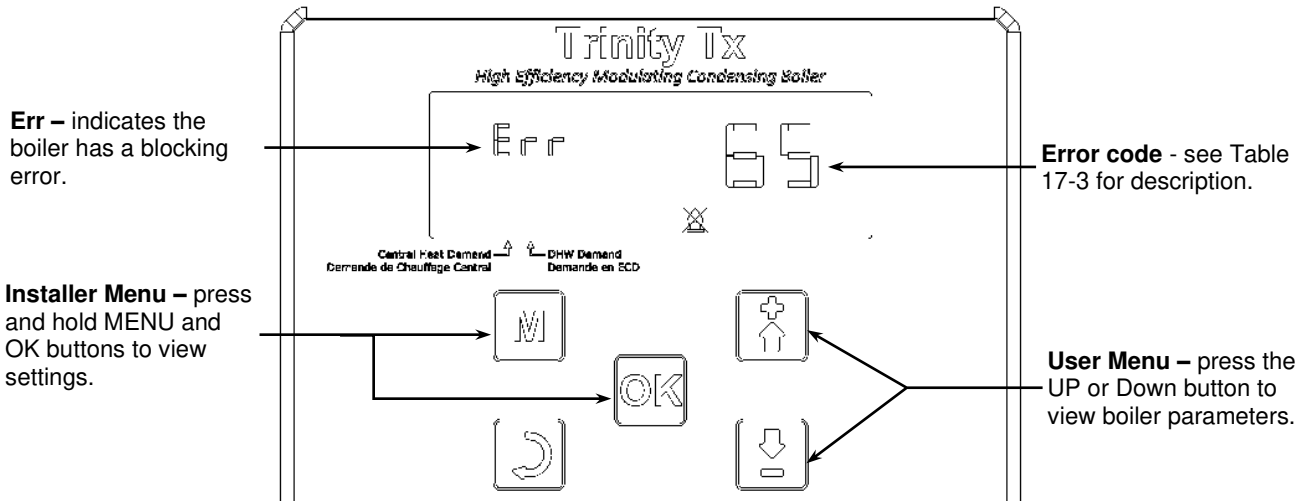 Trinity Tx
High Efficiency Modulating Condensing Boiler
Err – indicates the
boiler has a blocking
error.
Err
65
Error code - see Table
17-3 for description.
Central Heat Demand
Demande de Chauffage Central
DHW Demand
Demande en ECD
Installer Menu – press
and hold MENU and
OK buttons to view
settings.
M
OK
User Menu – press the
UP or Down button to
view boiler parameters.